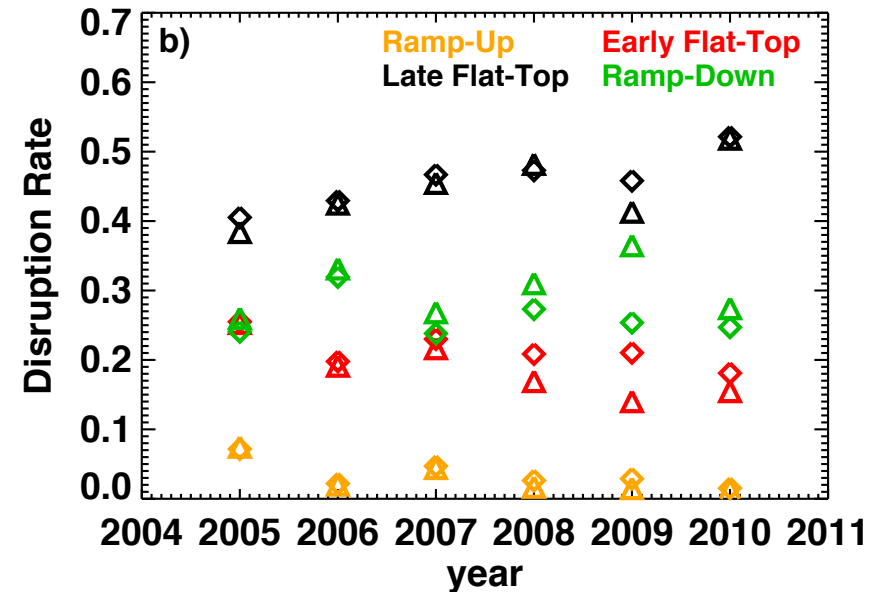 b)
Ramp-Up Early Flat-Top
Late Flat-Top Ramp-Down
Disruption Rate
0.7
0.6
0.5
0.4
0.3
0.2
0.1
0.0
2004 2005 2006 2007 2008 2009 2010 2011
year